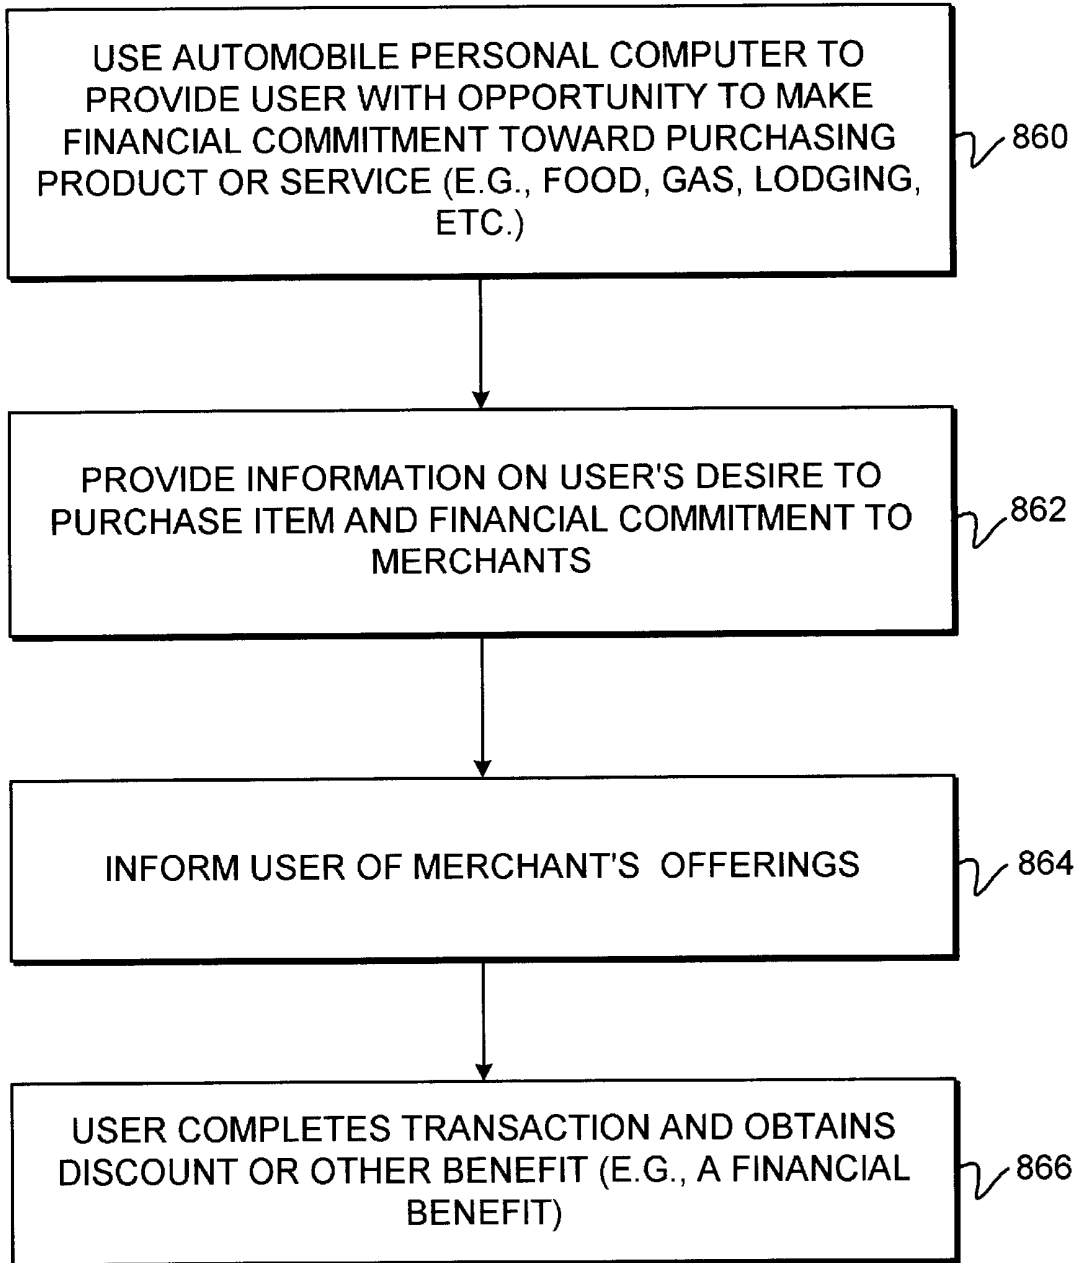 USE AUTOMOBILE PERSONAL COMPUTER TO
PROVIDE USER WITH OPPORTUNITY TO MAKE
FINANCIAL COMMITMENT TOWARD PURCHASING
PRODUCT OR SERVICE (E.G., FOOD, GAS, LODGING,
ETC.)
860
PROVIDE INFORMATION ON USER'S DESIRE TO
PURCHASE ITEM AND FINANCIAL COMMITMENT TO
MERCHANTS
862
INFORM USER OF MERCHANT'S OFFERINGS
864
USER COMPLETES TRANSACTION AND OBTAINS
DISCOUNT OR OTHER BENEFIT (E.G., A FINANCIAL
BENEFIT)
866